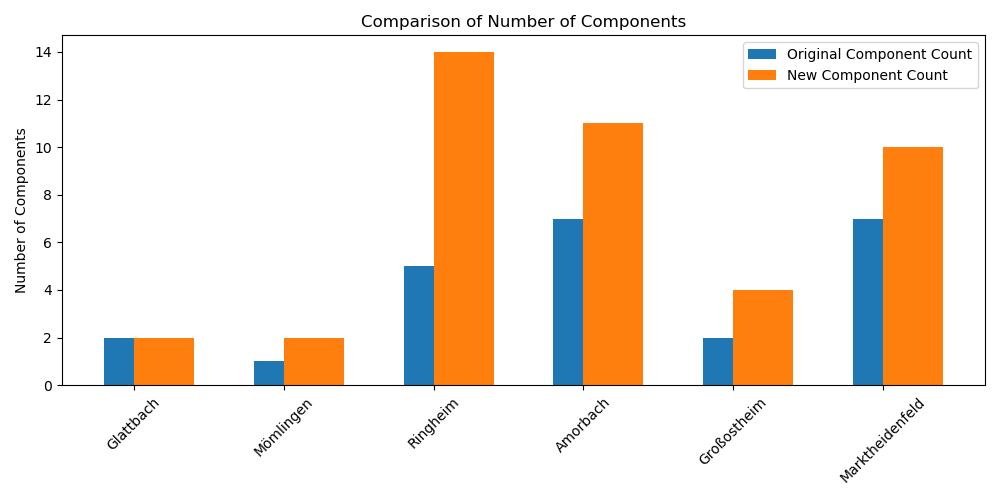 Comparison of Number of Components
Original Component Count
New Component Count
Number of Components
14
12
10
8
6
4
2
0
Glattbach
Mömlingen
Ringheim
Amorbach
Großostheim
Marktheidenfeld